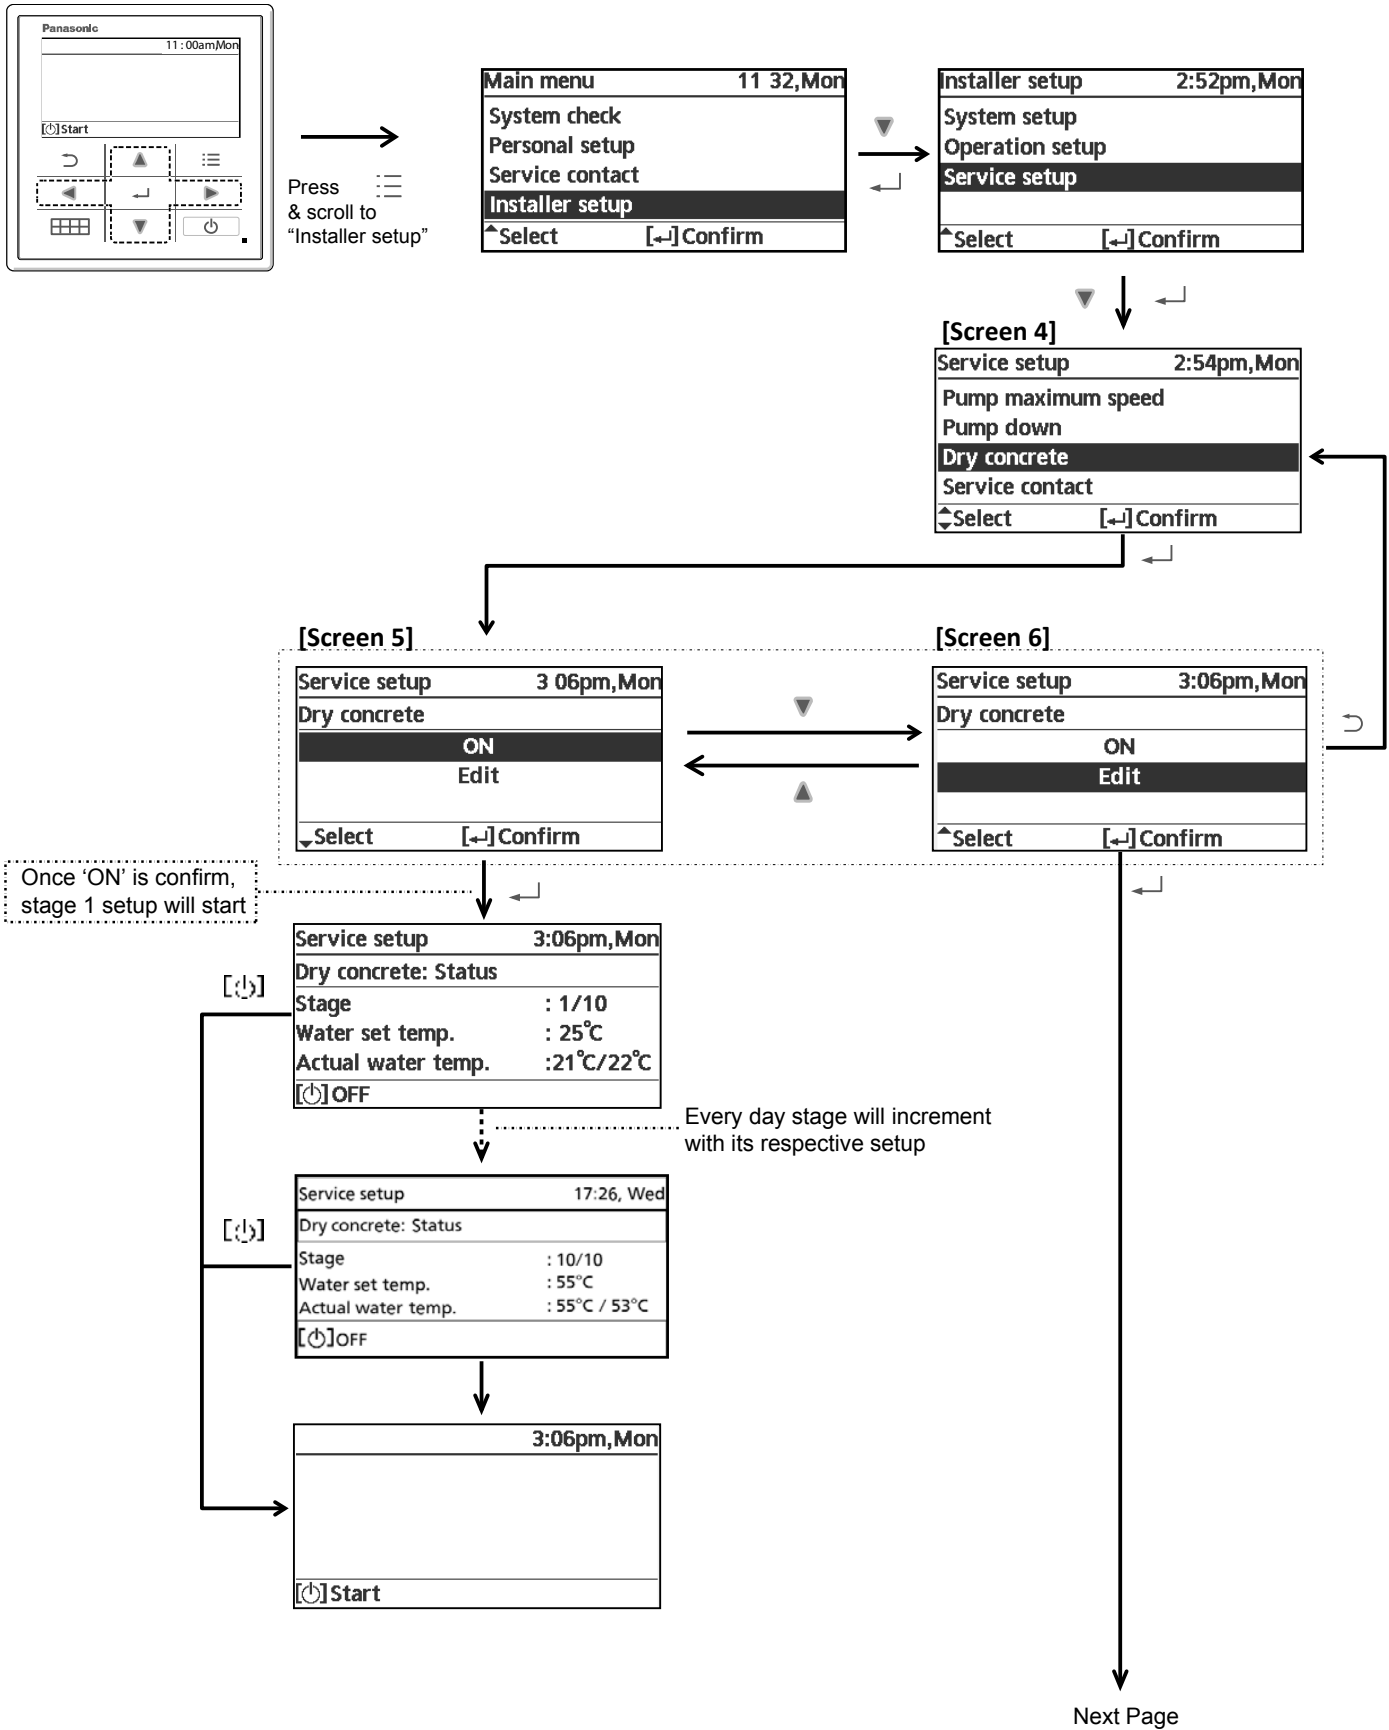 Panasonic
11:00am,Mon
[⏻]Start
Press
& scroll to
“Installer setup”
Main menu 11 32,Mon
System check
Personal setup
Service contact
Installer setup
Select [↵]Confirm
Installer setup 2:52pm,Mon
System setup
Operation setup
Service setup
Select [↵]Confirm
[Screen 4]
Service setup 2:54pm,Mon
Pump maximum speed
Pump down
Dry concrete
Service contact
Select [↵]Confirm
[Screen 5]
Service setup 3 06pm,Mon
Dry concrete
ON
Edit
Select [↵]Confirm
[Screen 6]
Service setup 3:06pm,Mon
Dry concrete
ON
Edit
Select [↵]Confirm
Once ‘ON’ is confirm,
stage 1 setup will start
Service setup 3:06pm,Mon
Dry concrete: Status
Stage : 1/10
Water set temp. : 25°C
Actual water temp. :21°C/22°C
[⏻]OFF
[⏻]
Every day stage will increment
with its respective setup
Service setup 17:26, Wed
Dry concrete: Status
Stage : 10/10
Water set temp. : 55°C
Actual water temp. : 55°C / 53°C
[⏻]OFF
[⏻]
3:06pm,Mon
[⏻]Start
Next Page